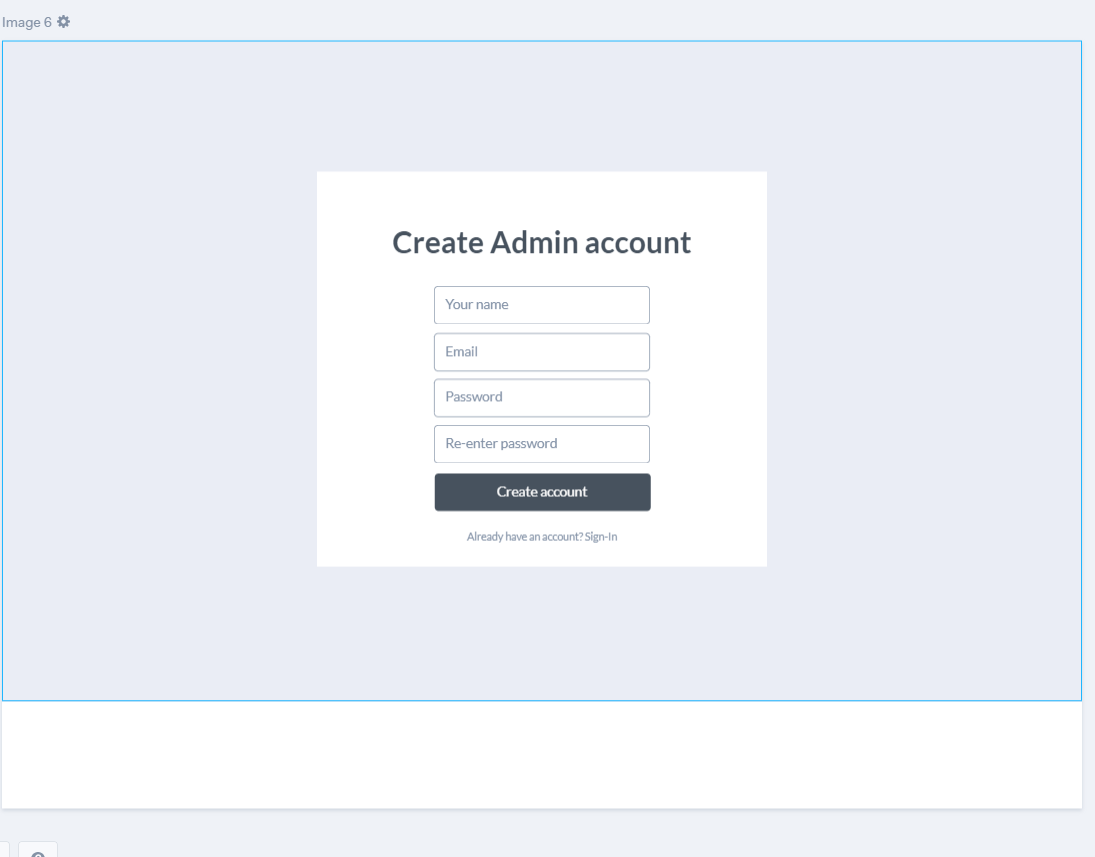 Image 6
Create Admin account
Your name
Email
Password
Re-enter password
Create account
Already have an account? Sign-In